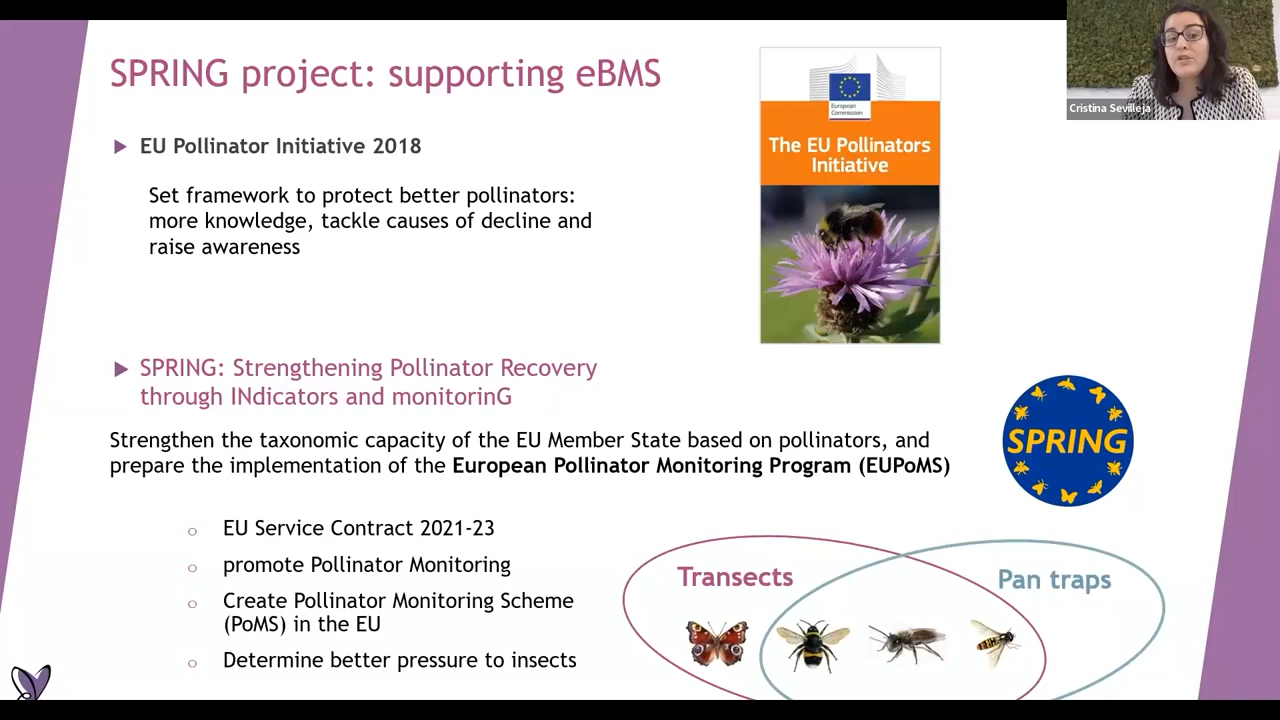 SPRING project: supporting eBMS
EU Pollinator Initiative 2018
Set framework to protect better pollinators:
more knowledge, tackle causes of decline and
raise awareness
European
Commission
The EU Pollinators
Initiative
Cristina Sevilleja
SPRING: Strengthening Pollinator Recovery
through INdicators and monitorinG
Strengthen the taxonomic capacity of the EU Member State based on pollinators, and
prepare the implementation of the European Pollinator Monitoring Program (EUPoMS)
SPRING
EU Service Contract 2021-23
promote Pollinator Monitoring
Create Pollinator Monitoring Scheme
(PoMS) in the EU
Determine better pressure to insects
Transects
Pan traps